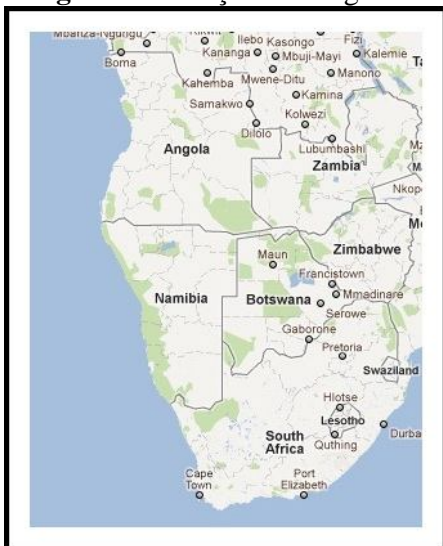 Mbanza-Ngungu
Kikwit
Ilebo
Kasongo
Fizi
Boma
Kananga
Mbuji-Mayi
Kalemie
Kahemba
Mwene-Ditu
Manono
Samakwo
Kamina
Kolwezi
Dilolo
Lubumbashi
Angola
Zambia
Zimbabwe
Maun
Francistown
Namibia
Botswana
Mmadinare
Serowe
Gaborone
Pretoria
Swaziland
Hlotse
Lesotho
Durba
South
Africa
Quthing
Cape
Town
Port
Elizabeth